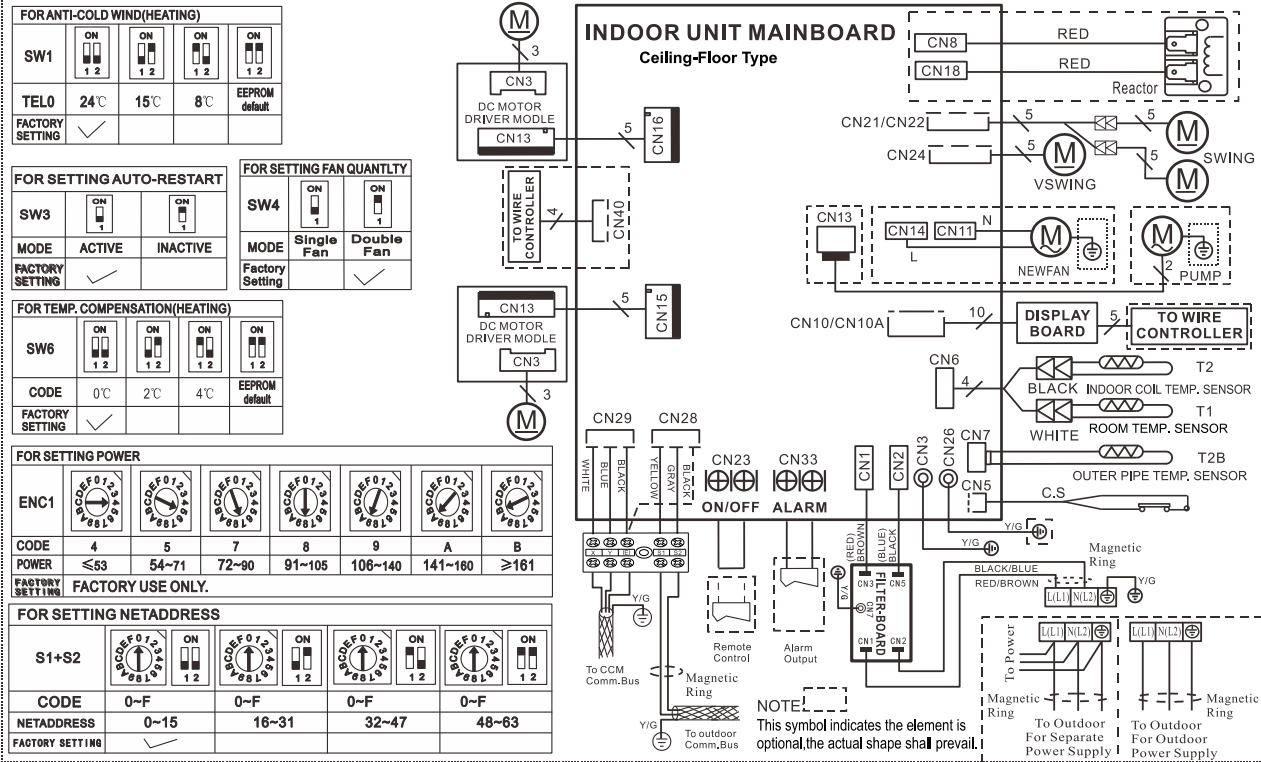 FOR ANTI-COLD WIND(HEATING)
SW1
ON
1 2
ON
1 2
ON
1 2
ON
1 2
TEL0 24℃ 15℃ 8℃ EEPROM default
FACTORY SETTING
FOR SETTING AUTO-RESTART
SW3
ON
1
ON
1
MODE ACTIVE INACTIVE
FACTORY SETTING
FOR SETTING FAN QUANTLTY
SW4
ON
1
ON
1
MODE Single Fan Double Fan
Factory Setting
FOR TEMP. COMPENSATION(HEATING)
SW6
ON
1 2
ON
1 2
ON
1 2
ON
1 2
CODE 0℃ 2℃ 4℃ EEPROM default
FACTORY SETTING
FOR SETTING POWER
ENC1
0123456789ABCDEF
0123456789ABCDEF
0123456789ABCDEF
0123456789ABCDEF
0123456789ABCDEF
0123456789ABCDEF
0123456789ABCDEF
CODE 4 5 7 8 9 A B
POWER ≤53 54~71 72~90 91~105 106~140 141~160 ≥161
FACTORY SETTING FACTORY USE ONLY.
FOR SETTING NETADDRESS
S1+S2
0123456789ABCDEF
ON
1 2
0123456789ABCDEF
ON
1 2
0123456789ABCDEF
ON
1 2
0123456789ABCDEF
ON
1 2
CODE 0~F 0~F 0~F 0~F
NETADDRESS 0~15 16~31 32~47 48~63
FACTORY SETTING
M
3
CN3
DC MOTOR
DRIVER MODLE
CN13
5
CN16
TO WIRE
CONTROLLER
4
CN40
CN13
DC MOTOR
DRIVER MODLE
CN3
5
CN15
3
M
INDOOR UNIT MAINBOARD
Ceiling-Floor Type
CN8
RED
CN18
RED
Reactor
CN21/CN22
5
5
M
CN24
5
M
VSWING
5
M
SWING
CN13
CN14
CN11
N
L
M
NEWFAN
M
2
PUMP
CN10/CN10A
10
DISPLAY
BOARD
5
TO WIRE
CONTROLLER
CN6
4
T2
BLACK
INDOOR COIL TEMP. SENSOR
T1
WHITE
ROOM TEMP. SENSOR
CN7
T2B
OUTER PIPE TEMP. SENSOR
CN5
C.S
CN29
WHITE
BLUE
BLACK
CN28
YELLOW
GRAY
BLACK
CN23
ON/OFF
CN33
ALARM
CN1
CN2
CN3
CN26
X Y (E) S1 S2
Y/G
To CCM
Comm.Bus
Magnetic
Ring
Y/G
To outdoor
Comm.Bus
Remote
Control
Alarm
Output
(RED)
BROWN
(BLUE)
BLACK
Y/G
Y/G
Y/G
CN3
CN5
CN7
FILTER BOARD
CN1
CN2
BLACK/BLUE
RED/BROWN
Magnetic
Ring
L(L1) N(L2)
Y/G
To Power
L(L1) N(L2)
Magnetic
Ring
To Outdoor
For Separate
Power Supply
L(L1) N(L2)
Magnetic
Ring
To Outdoor
For Outdoor
Power Supply
NOTE:
This symbol indicates the element is
optional,the actual shape shall prevail.